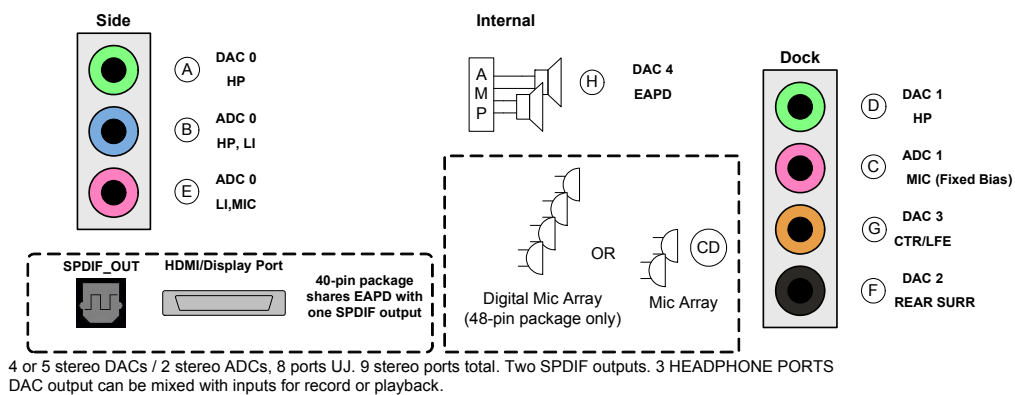 Side
A
DAC 0
HP
B
ADC 0
HP, LI
E
ADC 0
LI,MIC
Internal
A
M
P
H
DAC 4
EAPD
Dock
D
DAC 1
HP
C
ADC 1
MIC (Fixed Bias)
G
DAC 3
CTR/LFE
F
DAC 2
REAR SURR
SPDIF_OUT
HDMI/Display Port
40-pin package
shares EAPD with
one SPDIF output
OR
CD
Digital Mic Array
(48-pin package only)
Mic Array
4 or 5 stereo DACs / 2 stereo ADCs, 8 ports UJ. 9 stereo ports total. Two SPDIF outputs. 3 HEADPHONE PORTS
DAC output can be mixed with inputs for record or playback.